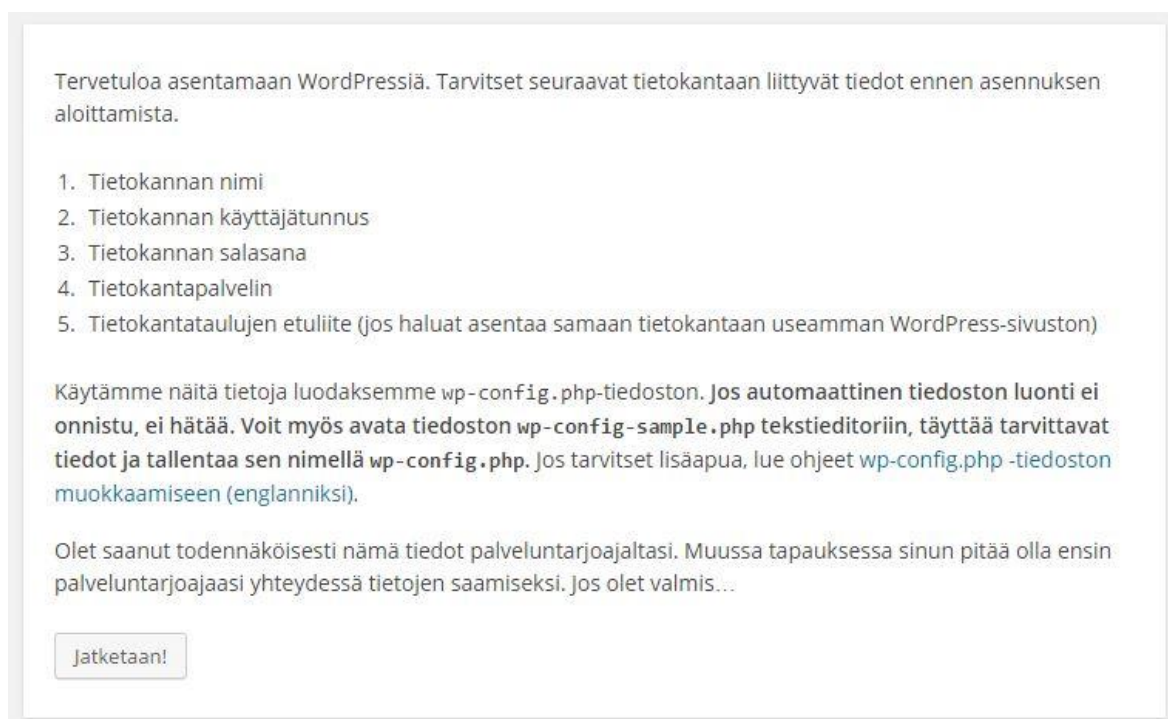 Tervetuloa asentamaan WordPressiä. Tarvitset seuraavat tietokantaan liittyvät tiedot ennen asennuksen
aloittamista.
1. Tietokannan nimi
2. Tietokannan käyttäjätunnus
3. Tietokannan salasana
4. Tietokantapalvelin
5. Tietokantataulujen etuliite (jos haluat asentaa samaan tietokantaan useamman WordPress-sivuston)
Käytämme näitä tietoja luodaksemme wp-config.php-tiedoston. Jos automaattinen tiedoston luonti ei
onnistu, ei hätää. Voit myös avata tiedoston wp-config-sample.php tekstieditoriin, täyttää tarvittavat
tiedot ja tallentaa sen nimellä wp-config.php. Jos tarvitset lisäapua, lue ohjeet wp-config.php -tiedoston
muokkaamiseen (englanniksi).
Olet saanut todennäköisesti nämä tiedot palveluntarjoajaltasi. Muussa tapauksessa sinun pitää olla ensin
palveluntarjoajaasi yhteydessä tietojen saamiseksi. Jos olet valmis…
Jatketaan!